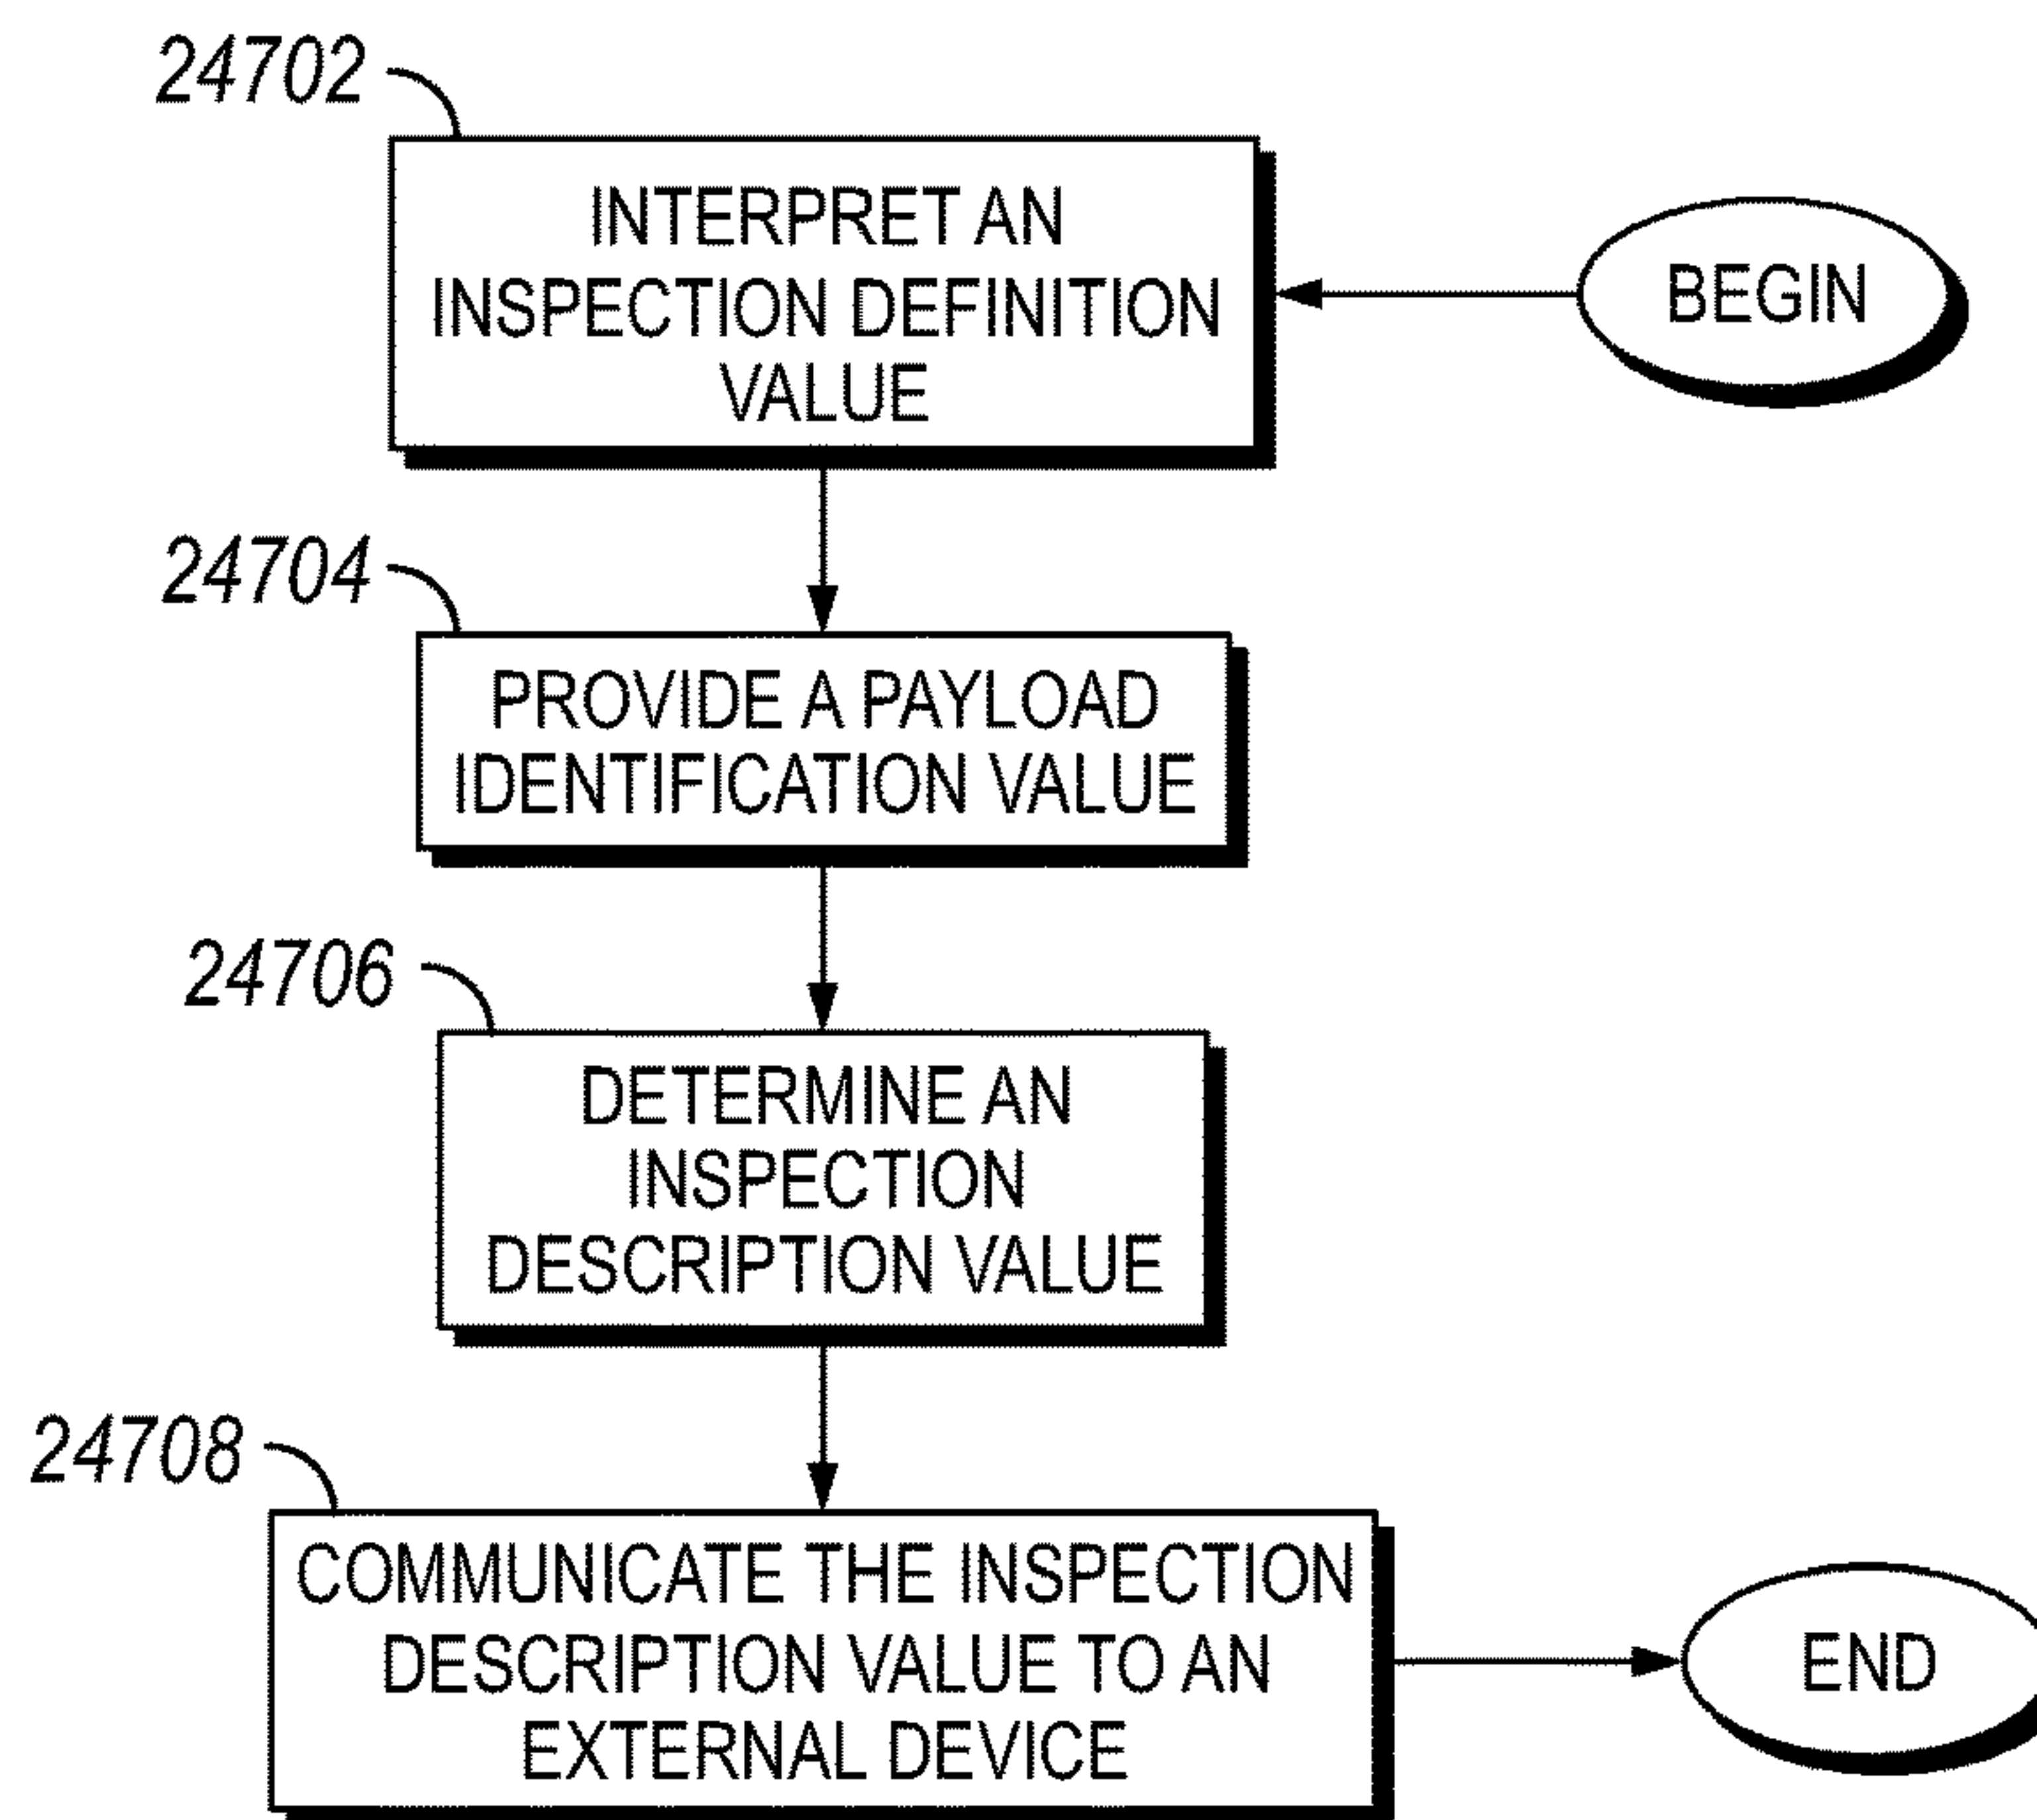 24702
INTERPRET AN
INSPECTION DEFINITION
VALUE
BEGIN
24704
PROVIDE A PAYLOAD
IDENTIFICATION VALUE
24706
DETERMINE AN
INSPECTION
DESCRIPTION VALUE
24708
COMMUNICATE THE INSPECTION
DESCRIPTION VALUE TO AN
EXTERNAL DEVICE
END